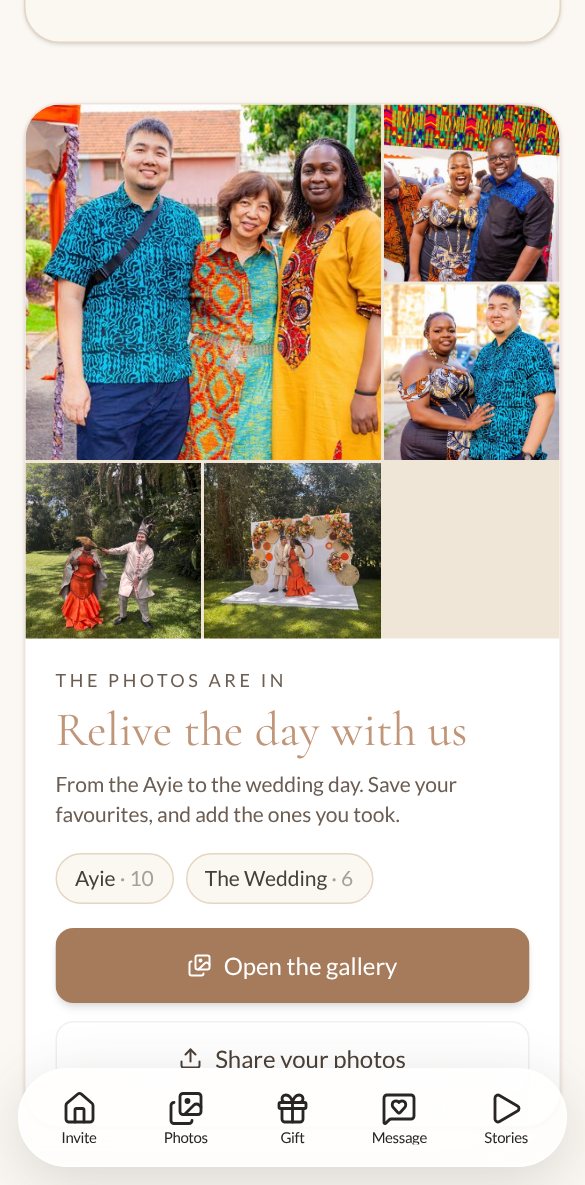 THE PHOTOS ARE IN
Relive the day with us
From the Ayie to the wedding day. Save your
favourites, and add the ones you took.
Ayie · 10
The Wedding · 6
Open the gallery
Share your photos
Invite
Photos
Gift
Message
Stories